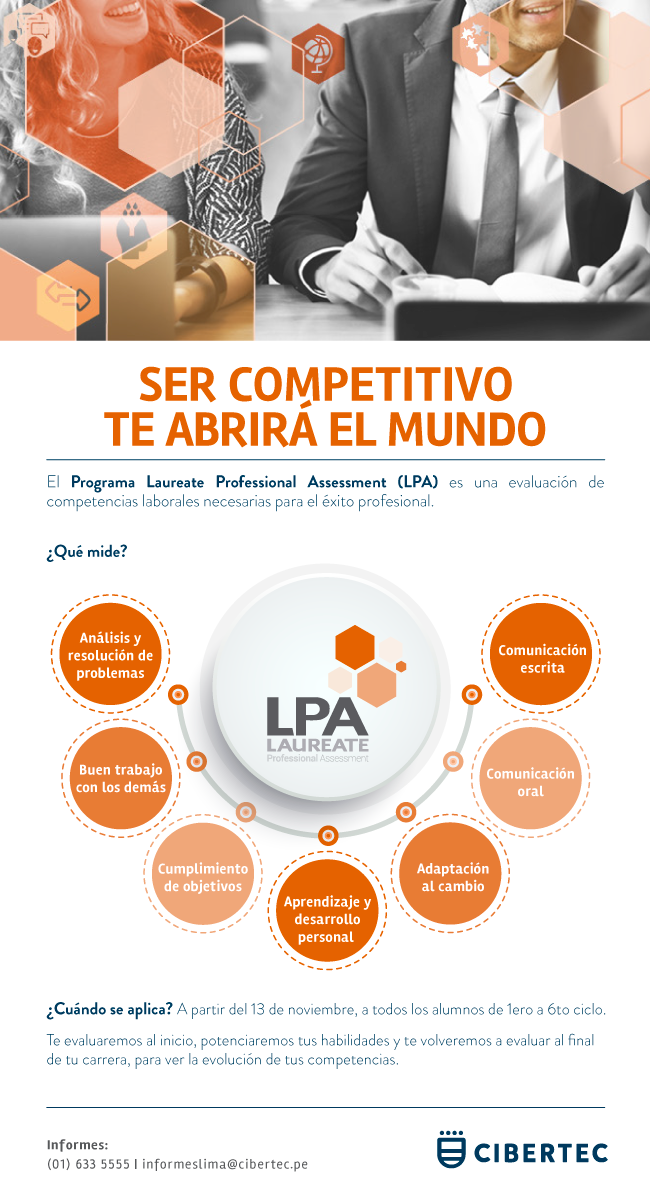 SER COMPETITIVO
TE ABRIRÁ EL MUNDO
El Programa Laureate Professional Assessment (LPA) es una evaluación de
competencias laborales necesarias para el éxito profesional.
¿Qué mide?
Análisis y
resolución de
problemas
Buen trabajo
con los demás
Cumplimiento
de objetivos
Aprendizaje y
desarrollo
personal
Adaptación
al cambio
Comunicación
oral
Comunicación
escrita
LPA
LAUREATE
Professional Assessment
¿Cuándo se aplica? A partir del 13 de noviembre, a todos los alumnos de 1ero a 6to ciclo.
Te evaluaremos al inicio, potenciaremos tus habilidades y te volveremos a evaluar al final
de tu carrera, para ver la evolución de tus competencias.
Informes:
(01) 633 5555 | informeslima@cibertec.pe
CIBERTEC